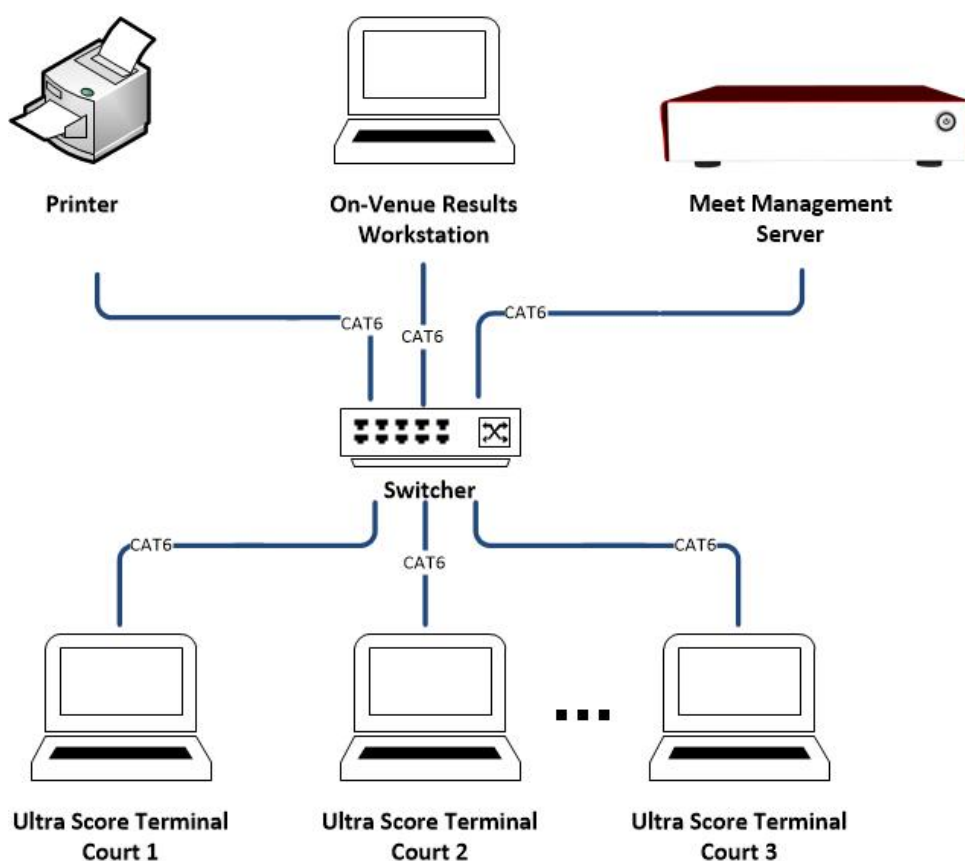 Printer
On-Venue Results
Workstation
Meet Management
Server
CAT6
CAT6
CAT6
Switcher
CAT6
CAT6
CAT6
Ultra Score Terminal
Court 1
Ultra Score Terminal
Court 2
Ultra Score Terminal
Court 3